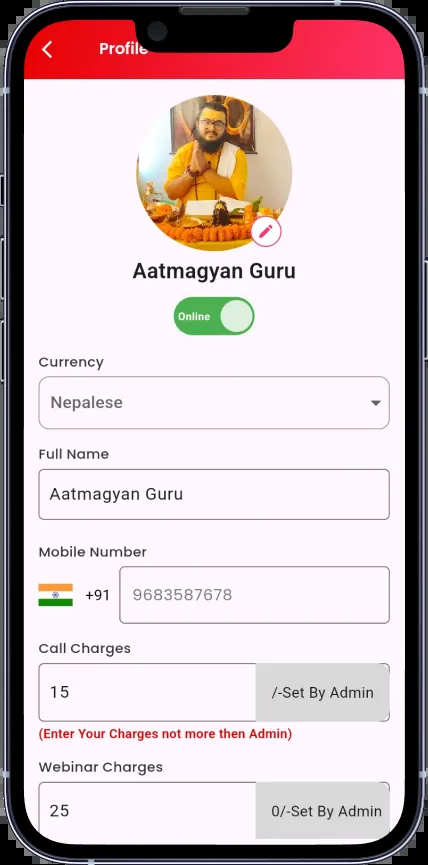 Profile
Aatmagyan Guru
Online
Currency
Nepalese
Full Name
Aatmagyan Guru
Mobile Number
+91 9683587678
Call Charges
15 /-Set By Admin
(Enter Your Charges not more then Admin)
Webinar Charges
25 0/-Set By Admin